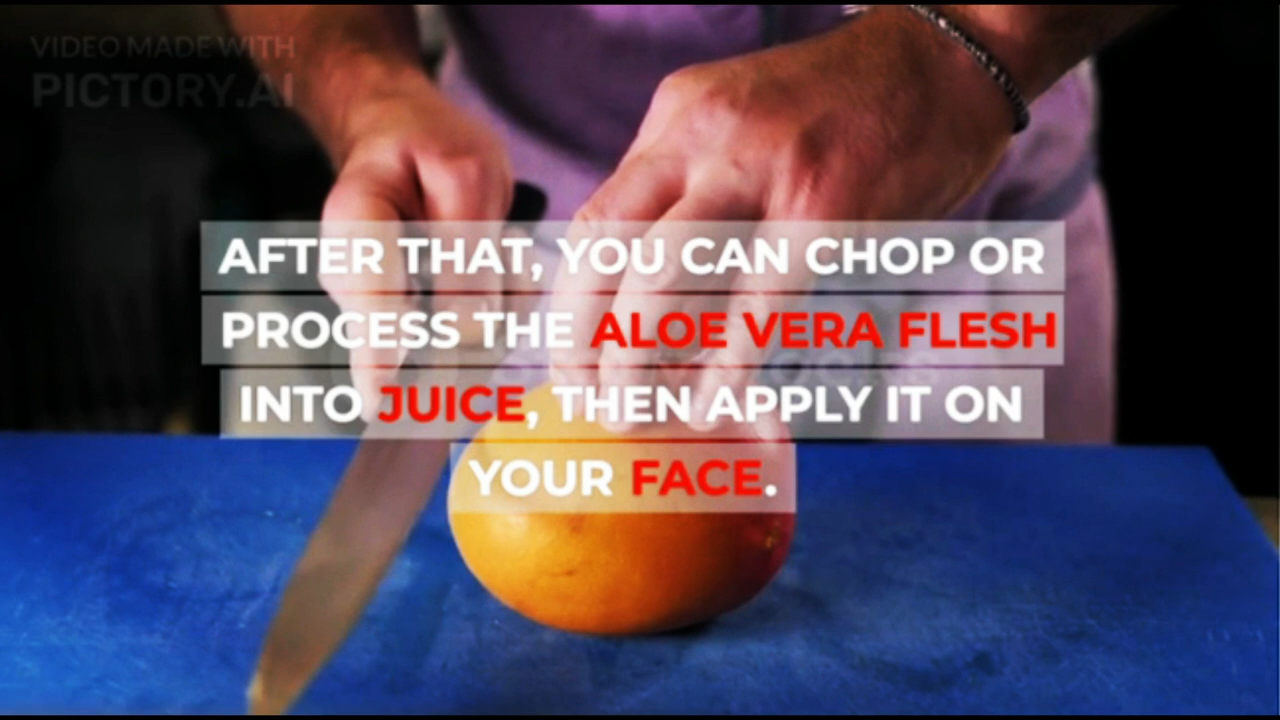 VIDEO MADE WITH
PICTORY.AI
AFTER THAT, YOU CAN CHOP OR
PROCESS THE ALOE VERA FLESH
INTO JUICE, THEN APPLY IT ON
YOUR FACE.